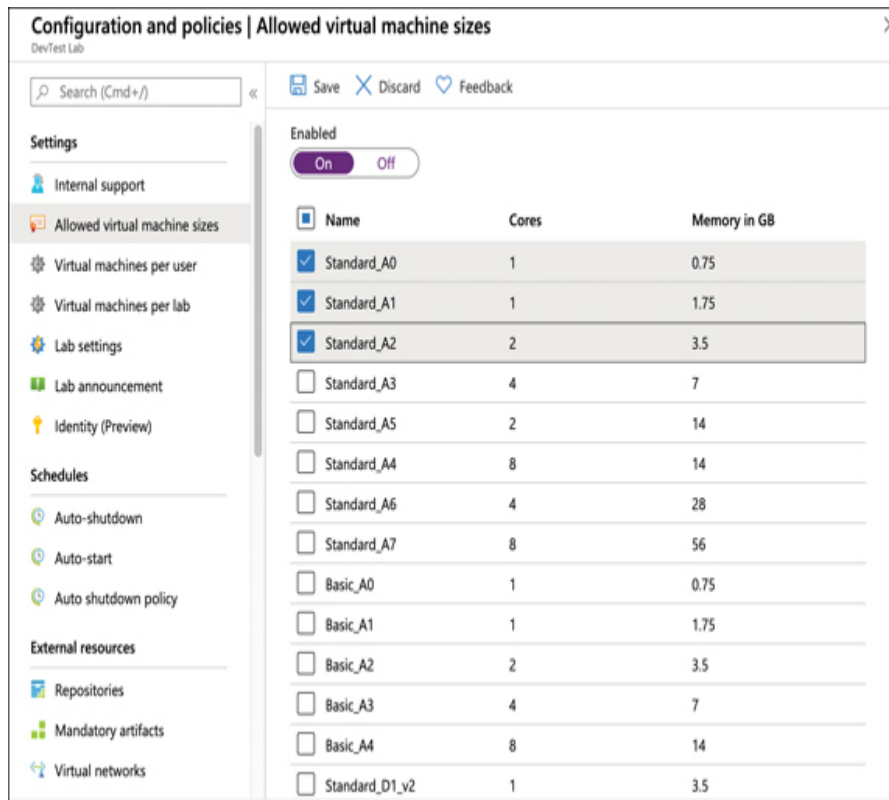 Configuration and policies | Allowed virtual machine sizes
DevTest Lab
Search (Cmd+/)
«
Settings
Internal support
Allowed virtual machine sizes
Virtual machines per user
Virtual machines per lab
Lab settings
Lab announcement
Identity (Preview)
Schedules
Auto-shutdown
Auto-start
Auto shutdown policy
External resources
Repositories
Mandatory artifacts
Virtual networks
Save Discard Feedback
Enabled
On Off
Name Cores Memory in GB
Standard_A0 1 0.75
Standard_A1 1 1.75
Standard_A2 2 3.5
Standard_A3 4 7
Standard_A5 2 14
Standard_A4 8 14
Standard_A6 4 28
Standard_A7 8 56
Basic_A0 1 0.75
Basic_A1 1 1.75
Basic_A2 2 3.5
Basic_A3 4 7
Basic_A4 8 14
Standard_D1_v2 1 3.5